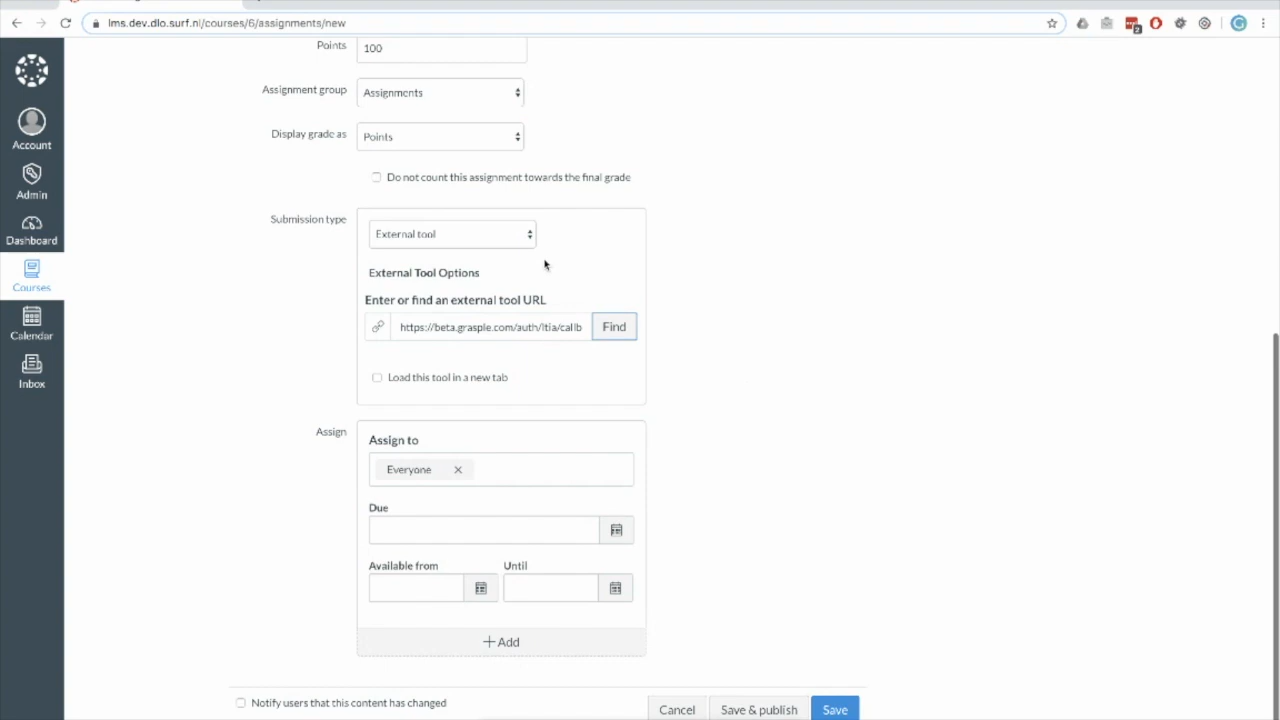 lms.dev.dlo.surf.nl/courses/6/assignments/new
2
Points
100
Assignment group
Assignments
Display grade as
Points
Do not count this assignment towards the final grade
Submission type
External tool
External Tool Options
Enter or find an external tool URL
https://beta.grasple.com/auth/ltia/callb
Find
Load this tool in a new tab
Assign
Assign to
Everyone
Due
Available from
Until
Add
Notify users that this content has changed
Cancel
Save & publish
Save
Account
Admin
Dashboard
Courses
Calendar
Inbox